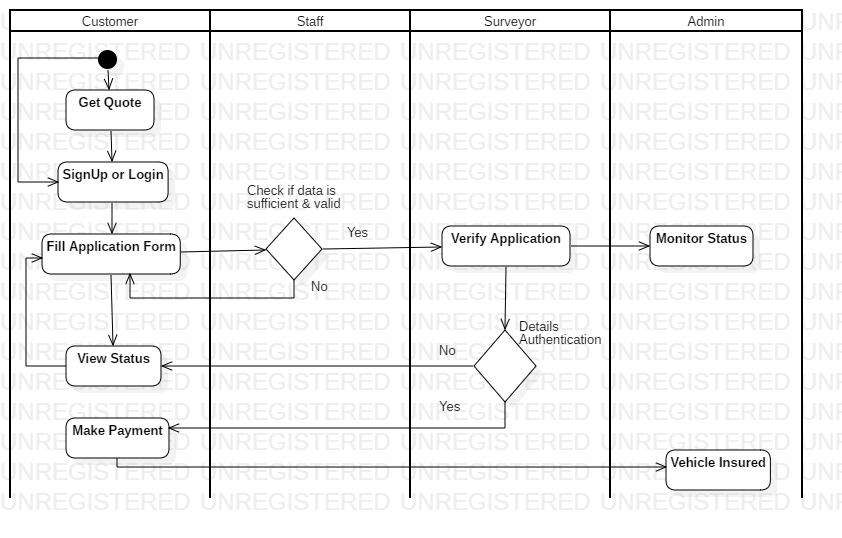 Customer
Staff
Surveyor
Admin
Get Quote
SignUp or Login
Check if data is
sufficient & valid
Yes
Fill Application Form
Verify Application
Monitor Status
No
Details
Authentication
No
View Status
Yes
Make Payment
Vehicle Insured
UNREGISTERED